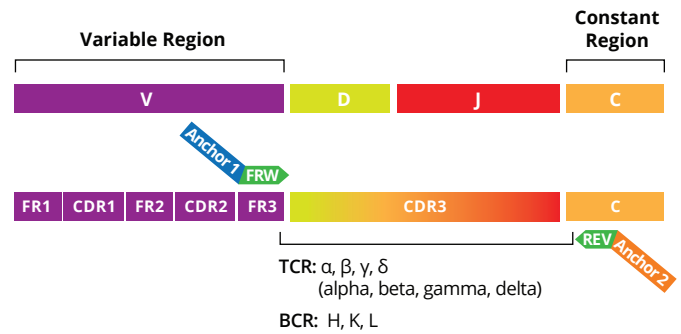 Variable Region
Constant
Region
V
D
J
C
Anchor 1
FRW
FR1
CDR1
FR2
CDR2
FR3
CDR3
C
REV
Anchor 2
TCR: α, β, γ, δ
(alpha, beta, gamma, delta)
BCR: H, K, L